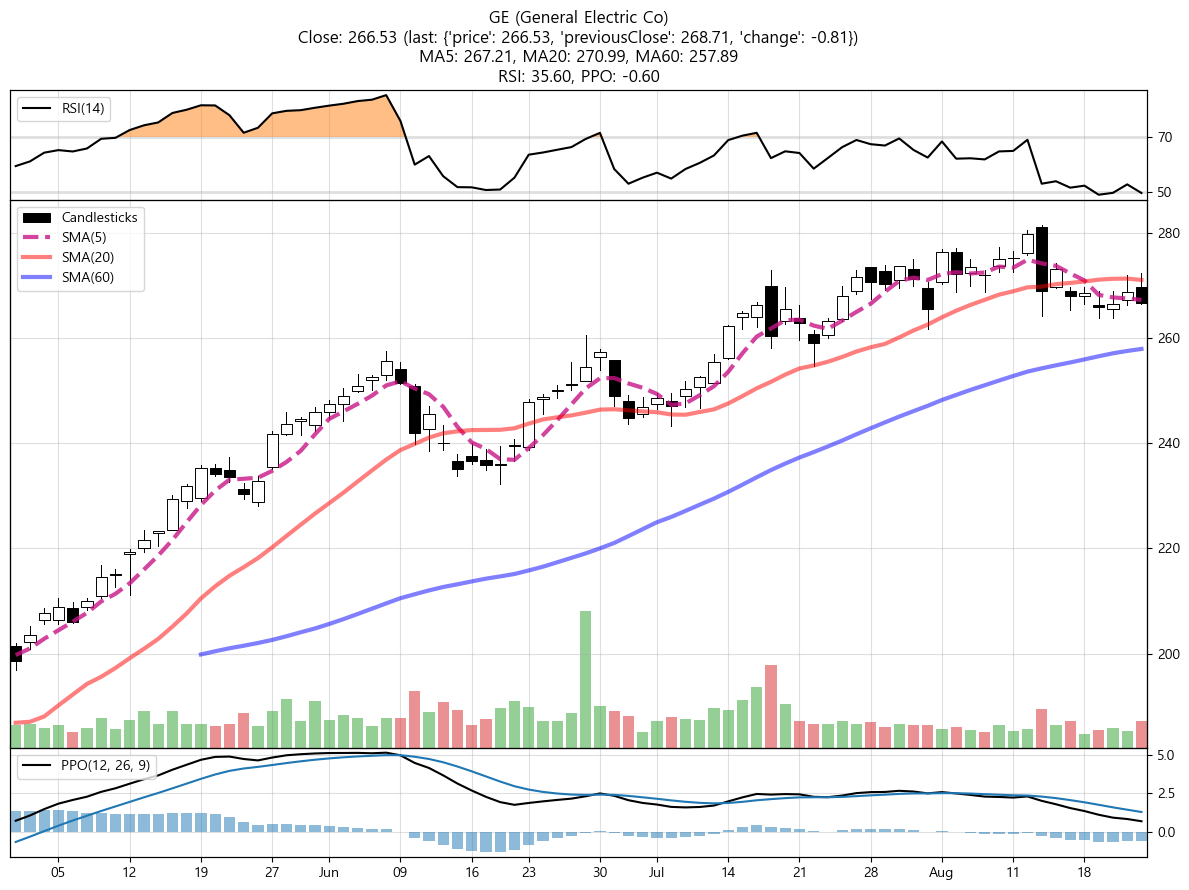 GE (General Electric Co)
Close: 266.53 (last: {'price': 266.53, 'previousClose': 268.71, 'change': -0.81})
MA5: 267.21, MA20: 270.99, MA60: 257.89
RSI: 35.60, PPO: -0.60
RSI(14)
70
50
Candlesticks
SMA(5)
SMA(20)
SMA(60)
280
260
240
220
200
PPO(12, 26, 9)
5.0
2.5
0.0
05 12 19 27 Jun 09 16 23 30 Jul 14 21 28 Aug 11 18